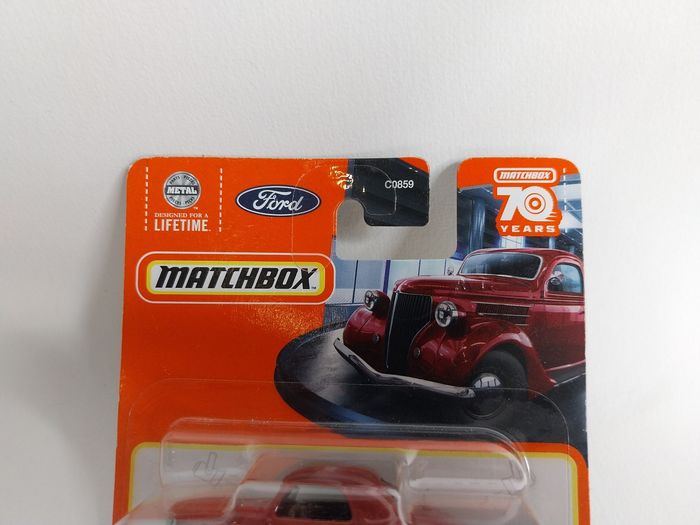 METAL
DESIGNED FOR A
LIFETIME.
Ford
C0859
MATCHBOX
70
YEARS
MATCHBOX